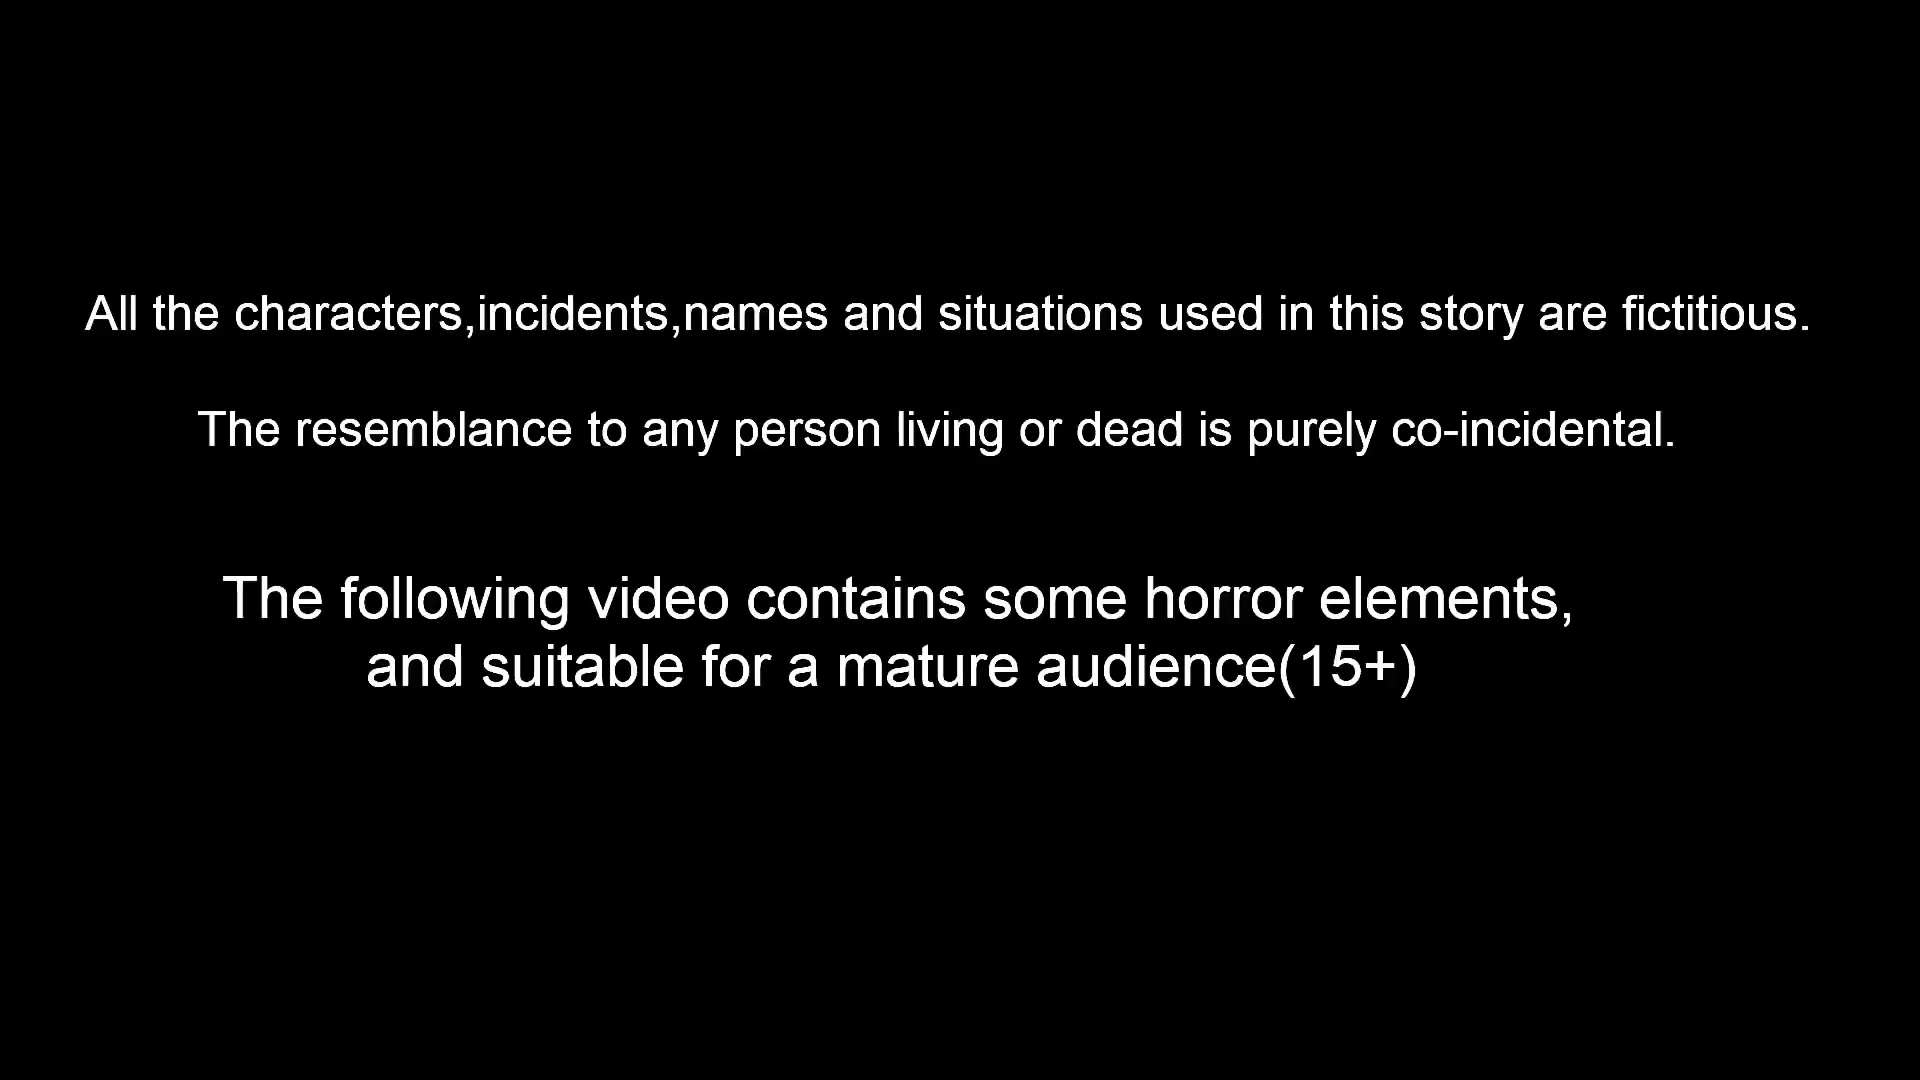 All the characters,incidents,names and situations used in this story are fictitious.
The resemblance to any person living or dead is purely co-incidental.
The following video contains some horror elements,
and suitable for a mature audience(15+)